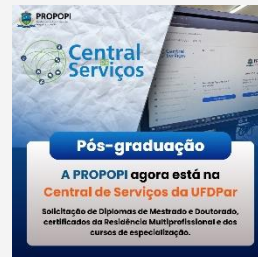 PROPOPI
Central
Serviços
Pós-graduação
A PROPOPI agora está na
Central de Serviços da UFDPar
Solicitação de Diplomas de Mestrado e Doutorado,
certificados da Residência Multiprofissional e dos
cursos de especialização.